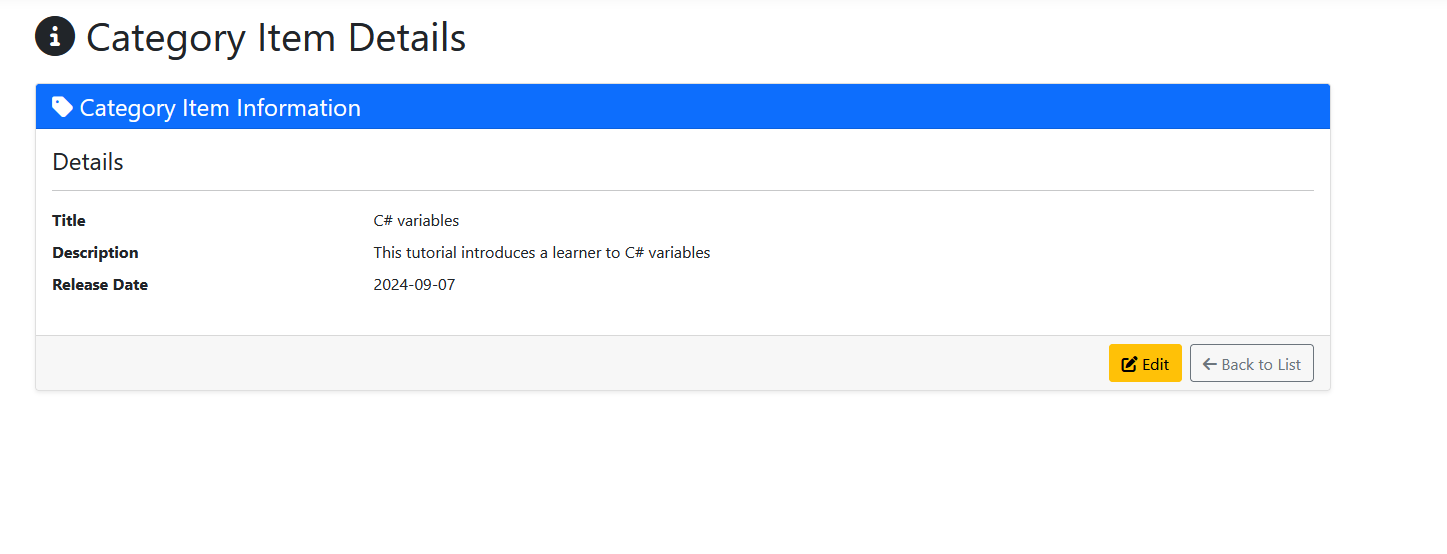 Category Item Details
Category Item Information
Details
Title C# variables
Description This tutorial introduces a learner to C# variables
Release Date 2024-09-07
Edit Back to List